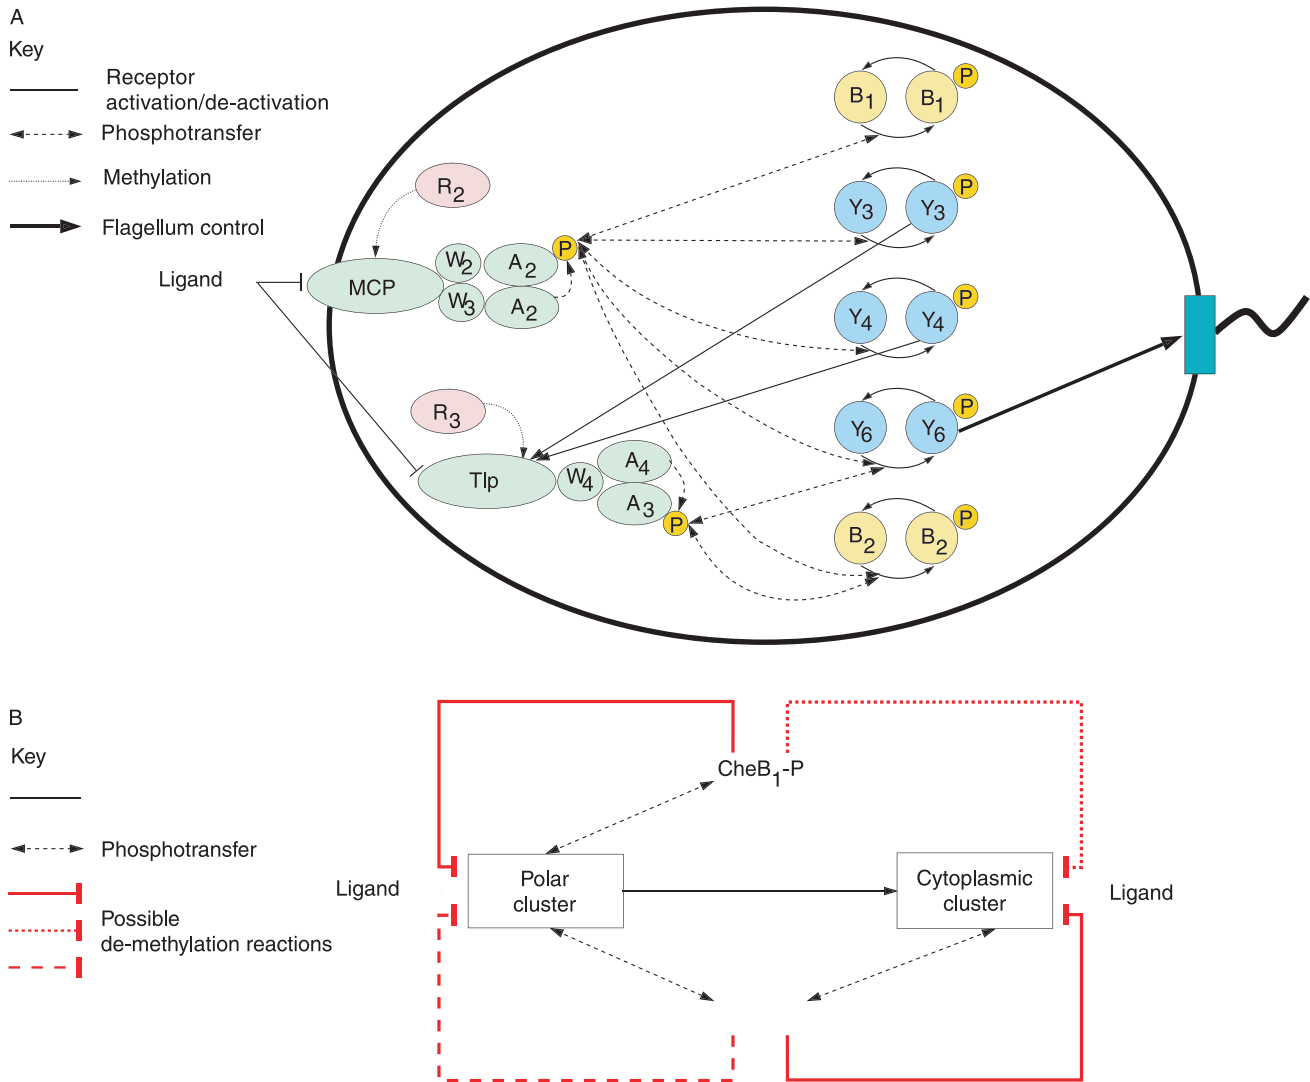 A
Key
Receptor
activation/de-activation
Phosphotransfer
Methylation
Flagellum control
Ligand
R2
MCP
W2
W3
A2
A2
P
R3
Tlp
W4
A4
A3
P
B1
B1
P
Y3
Y3
P
Y4
Y4
P
Y6
Y6
P
B2
B2
P
B
Key
Phosphotransfer
Possible
de-methylation reactions
CheB1-P
Ligand
Polar
cluster
Cytoplasmic
cluster
Ligand